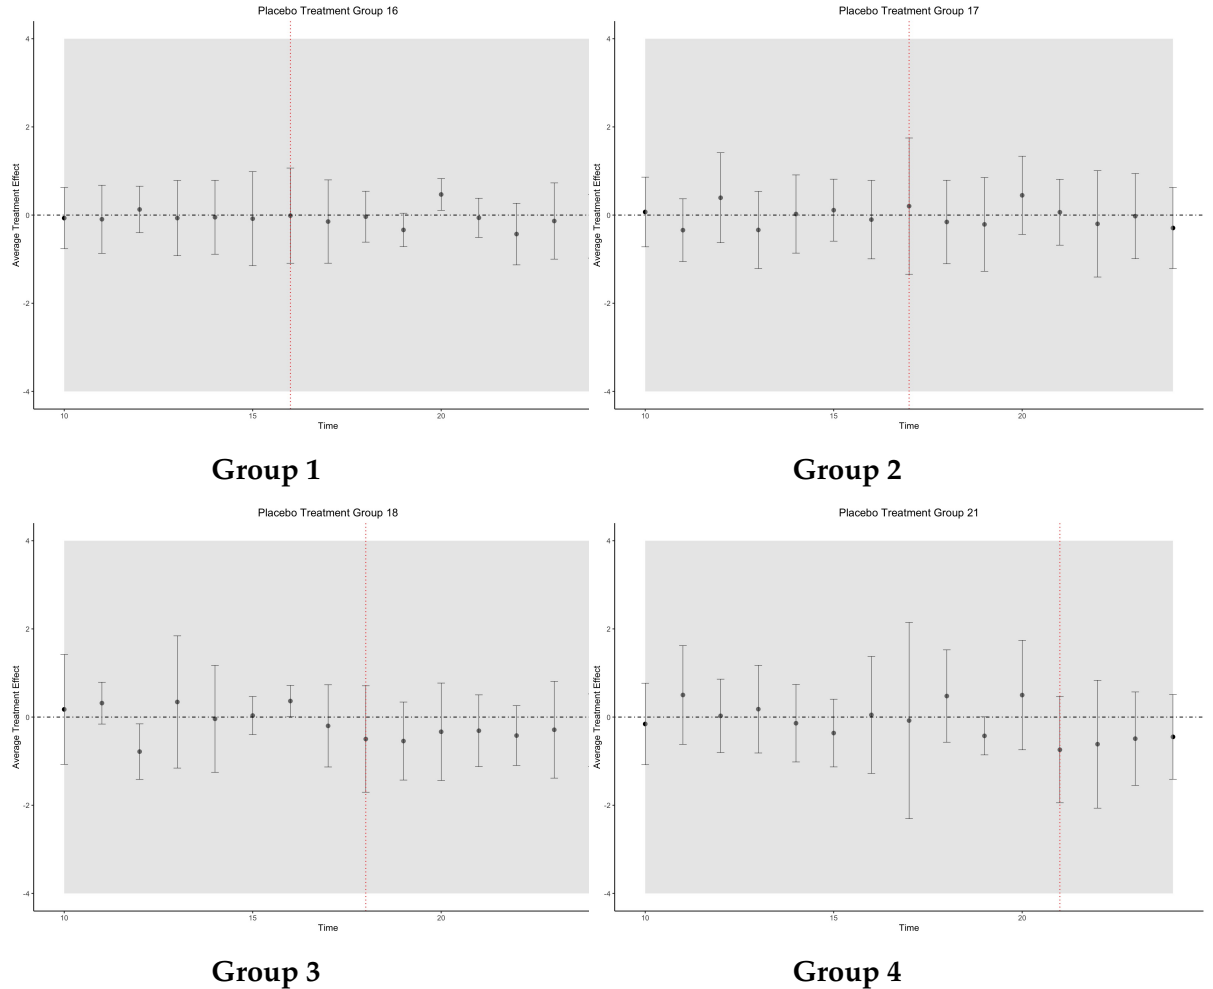 Placebo Treatment Group 16
4
2
0
-2
-4
Average Treatment Effect
10
15
20
Time
Group 1
Placebo Treatment Group 17
4
2
0
-2
-4
Average Treatment Effect
10
15
20
Time
Group 2
Placebo Treatment Group 18
4
2
0
-2
-4
Average Treatment Effect
10
15
20
Time
Group 3
Placebo Treatment Group 21
4
2
0
-2
-4
Average Treatment Effect
10
15
20
Time
Group 4